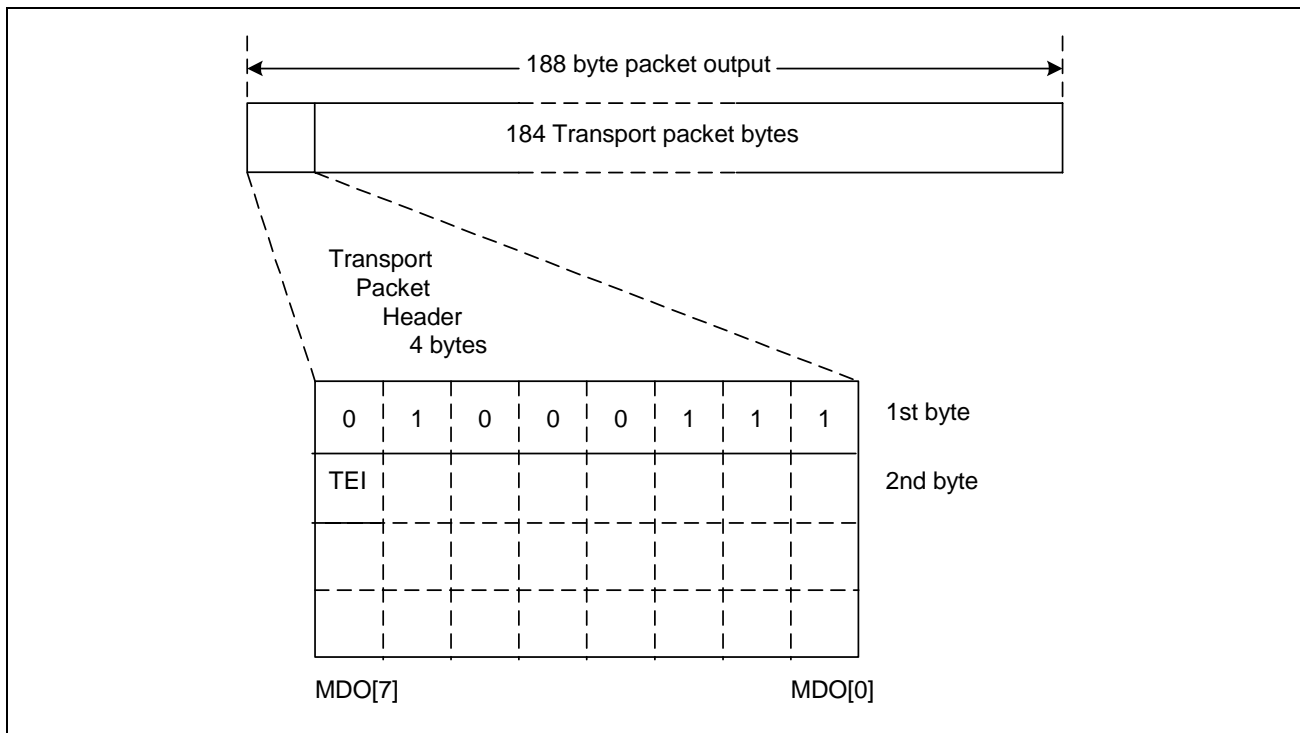 188 byte packet output
184 Transport packet bytes
Transport
Packet
Header
4 bytes
0 1 0 0 0 1 1 1 1st byte
TEI 2nd byte
MDO[7] MDO[0]